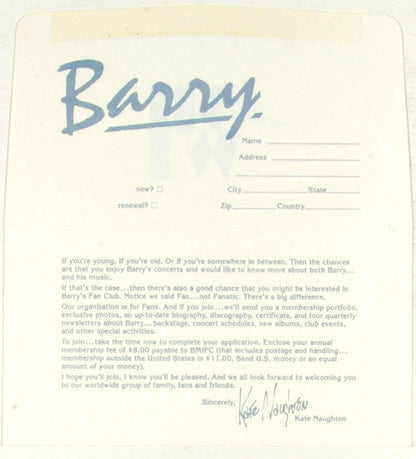 Barry
Name
Address
new? □ City State
renewal? □ Zip Country
If you're young. If you're old. Or if you're somewhere in between. Then the chances
are that you enjoy Barry's concerts and would like to know more about both Barry...
and his music.
If that's the case...then there's also a good chance that you might be interested in
Barry's Fan Club. Notice we said Fan...not Fanatic. There's a big difference.
Our organization is for Fans. And if you join...we'll send you a membership portfolio,
exclusive photos, an up-to-date biography, discography, certificate, and four quarterly
newsletters about Barry...backstage, concert schedules, new albums, club events,
and other special activities.
To join...take the time now to complete your application. Enclose your annual
membership fee of $8.00 payable to BMIFC (that includes postage and handling...
membership outside the United States is $11.00. Send U.S. money or an equal
amount of your money).
I hope you'll join. I know you'll be pleased. And we all look forward to welcoming you
to our worldwide group of family, fans and friends.
Sincerely, Kate Naughton
Kate Naughton